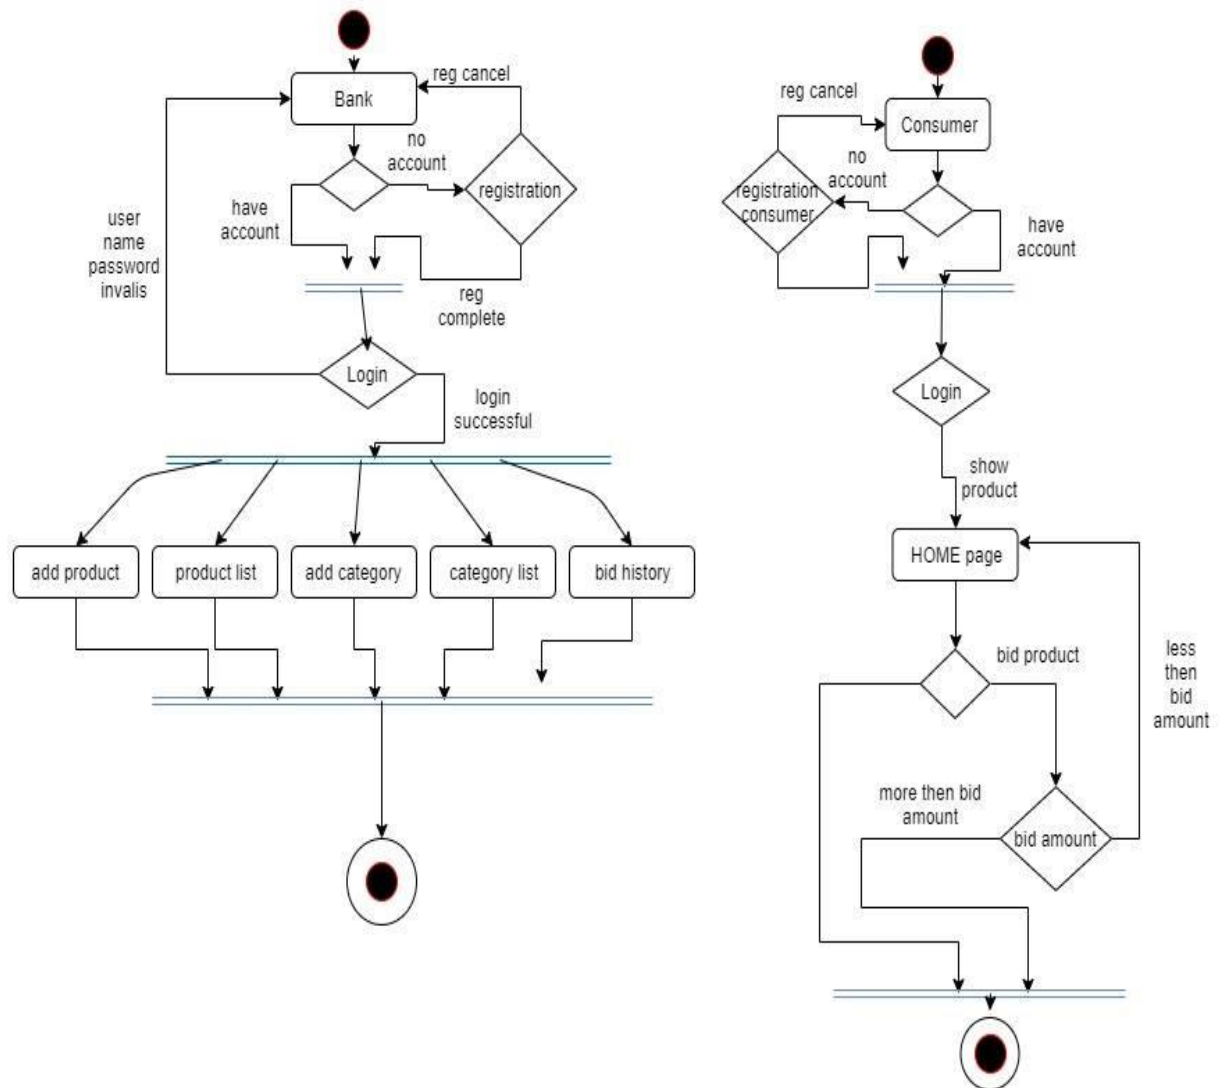 Bank
reg cancel
no
account
registration
have
account
user
name
password
invalis
reg
complete
Login
login
successful
add product
product list
add category
category list
bid history
reg cancel
Consumer
no
account
registration
consumer
have
account
Login
show
product
HOME page
bid product
less
then
bid
amount
more then bid
amount
bid amount